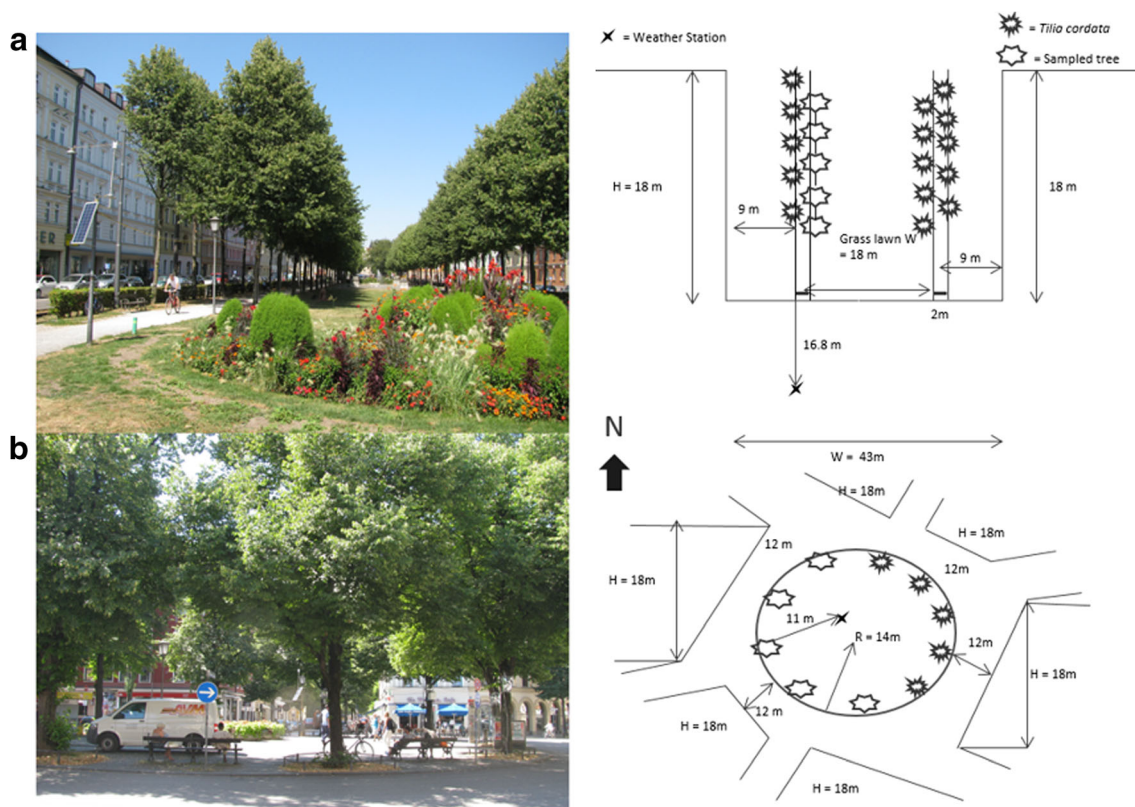 a
= Weather Station
= Tilia cordata
= Sampled tree
H = 18 m
18 m
9 m
Grass lawn W
= 18 m
9 m
2m
16.8 m
b
N
W = 43m
H = 18m
H = 18m
12 m
12m
H = 18m
11 m
R = 14m
12m
H = 18m
12 m
H = 18m
H = 18m